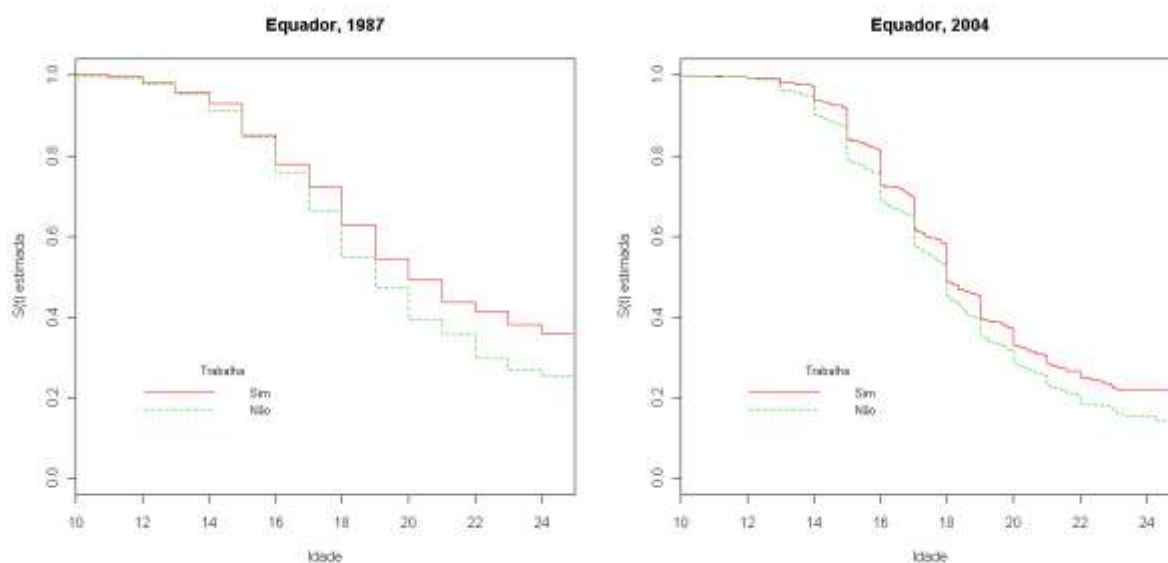 Equador, 1987
S(t) estimada
1.0
0.8
0.6
0.4
0.2
0.0
Trabalha
Sim
Não
10 12 14 16 18 20 22 24
Idade
Equador, 2004
S(t) estimada
1.0
0.8
0.6
0.4
0.2
0.0
Trabalha
Sim
Não
10 12 14 16 18 20 22 24
Idade